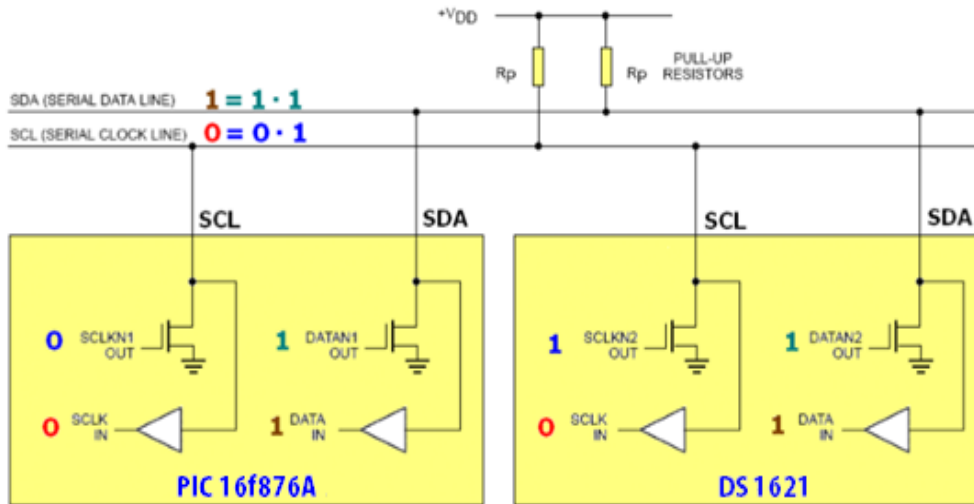 +VDD
Rp
Rp
PULL-UP
RESISTORS
SDA (SERIAL DATA LINE) 1 = 1 · 1
SCL (SERIAL CLOCK LINE) 0 = 0 · 1
SCL
SDA
SCL
SDA
0 SCLKN1
OUT
1 DATAN1
OUT
1 SCLKN2
OUT
1 DATAN2
OUT
0 SCLK
IN
1 DATA
IN
0 SCLK
IN
1 DATA
IN
PIC 16f876A
DS 1621